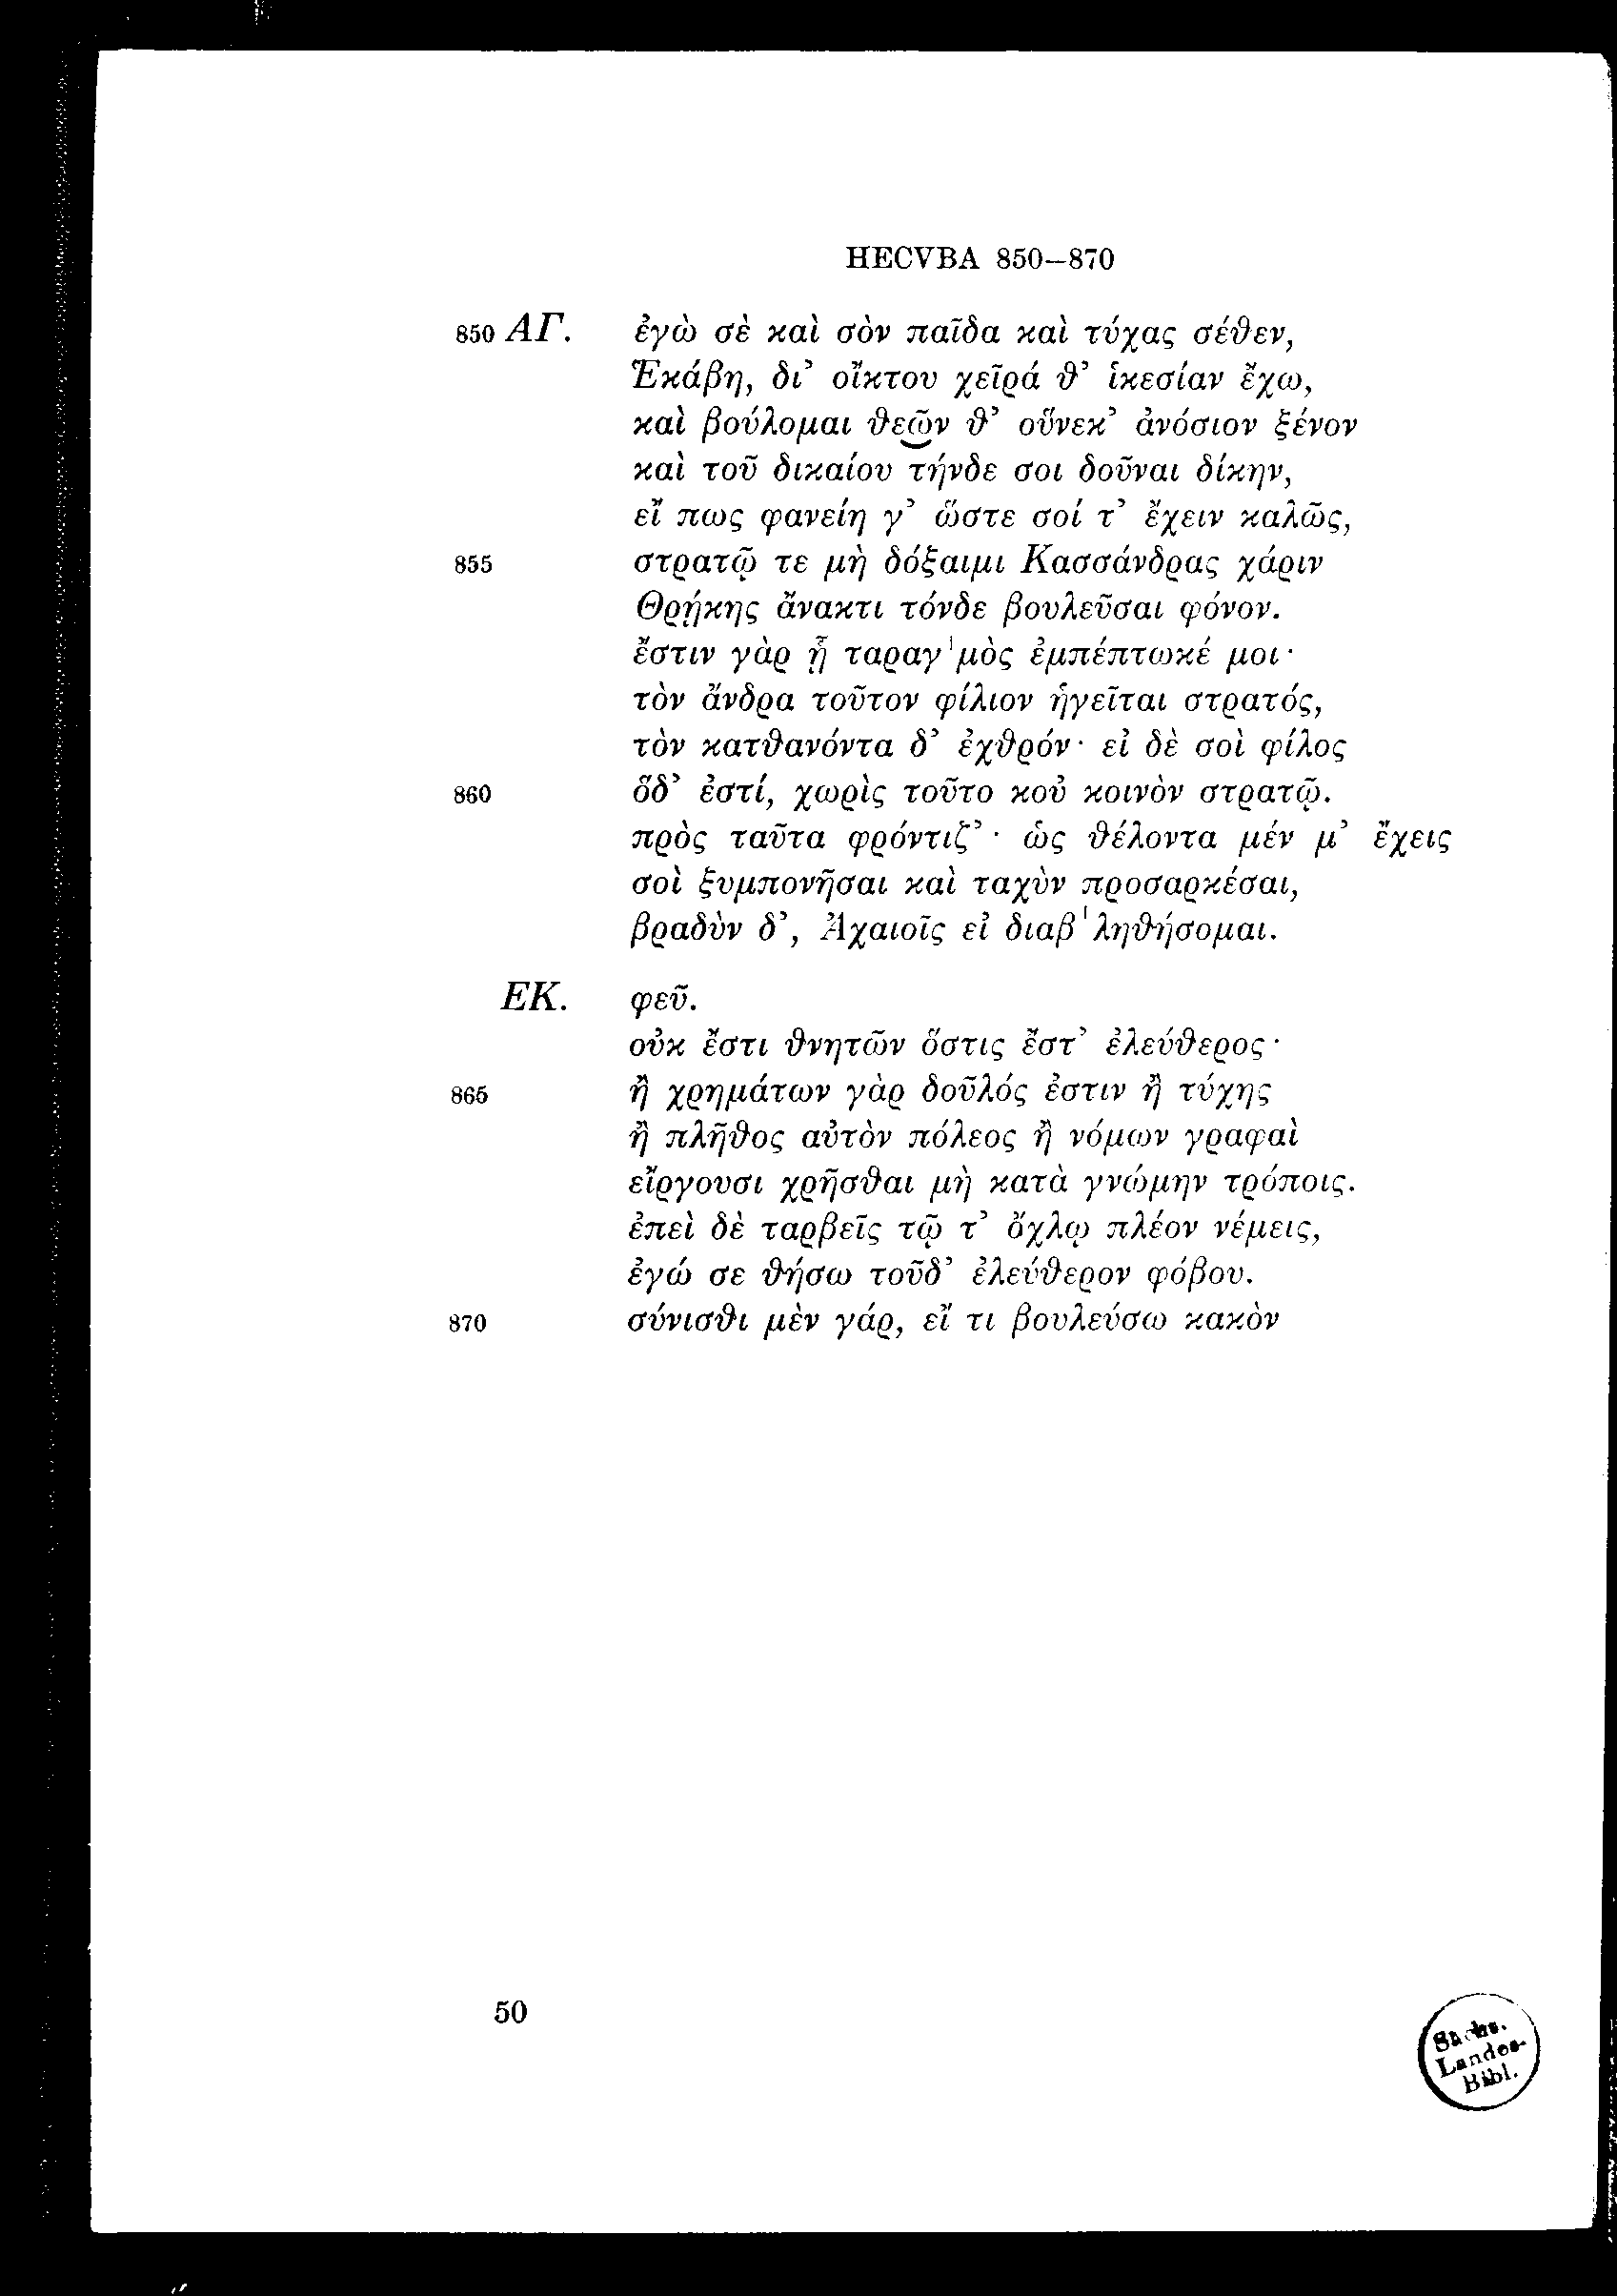 HECVBA 850–870
850 ΑΓ. ἐγὼ σὲ καὶ σὸν παῖδα καὶ τύχας σέθεν,
Ἑκάβη, δι’ οἴκτου χεῖρά θ’ ἱκεσίαν ἔχω,
καὶ βούλομαι θεῶν θ’ οὕνεκ’ ἀνόσιον ξένον
καὶ τοῦ δικαίου τήνδε σοι δοῦναι δίκην,
εἴ πως φανείη γ’ ὥστε σοί τ’ ἔχειν καλῶς,
855 στρατῷ τε μὴ δόξαιμι Κασσάνδρας χάριν
Θρῄκης ἄνακτι τόνδε βουλεῦσαι φόνον.
ἔστιν γὰρ ᾗ ταραγ'μὸς ἐμπέπτωκέ μοι·
τὸν ἄνδρα τοῦτον φίλιον ἡγεῖται στρατός,
τὸν κατθανόντα δ’ ἐχθρόν· εἰ δὲ σοὶ φίλος
860 ὅδ’ ἐστί, χωρὶς τοῦτο κοὐ κοινὸν στρατῷ.
πρὸς ταῦτα φρόντιζ’· ὡς θέλοντα μέν μ’ ἔχεις
σοὶ ξυμπονῆσαι καὶ ταχὺν προσαρκέσαι,
βραδὺν δ’, Ἀχαιοῖς εἰ διαβ'ληθήσομαι.
ΕΚ. φεῦ.
οὐκ ἔστι θνητῶν ὅστις ἔστ’ ἐλεύθερος·
865 ἢ χρημάτων γὰρ δοῦλός ἐστιν ἢ τύχης
ἢ πλῆθος αὐτὸν πόλεος ἢ νόμων γραφαὶ
εἴργουσι χρῆσθαι μὴ κατὰ γνώμην τρόποις.
ἐπεὶ δὲ ταρβεῖς τῷ τ’ ὄχλῳ πλέον νέμεις,
ἐγώ σε θήσω τοῦδ’ ἐλεύθερον φόβου.
870 σύνισθι μὲν γάρ, εἴ τι βουλεύσω κακὸν
50
Sächs.
Landes-
Bibl.